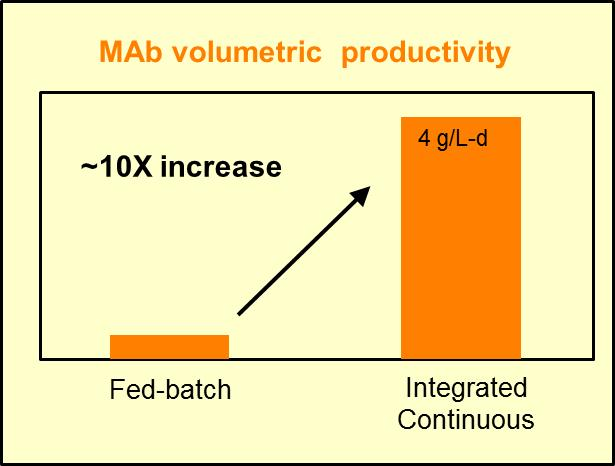 MAb volumetric  productivity
4 g/L-d
~10X increase
Fed-batch
Integrated
Continuous